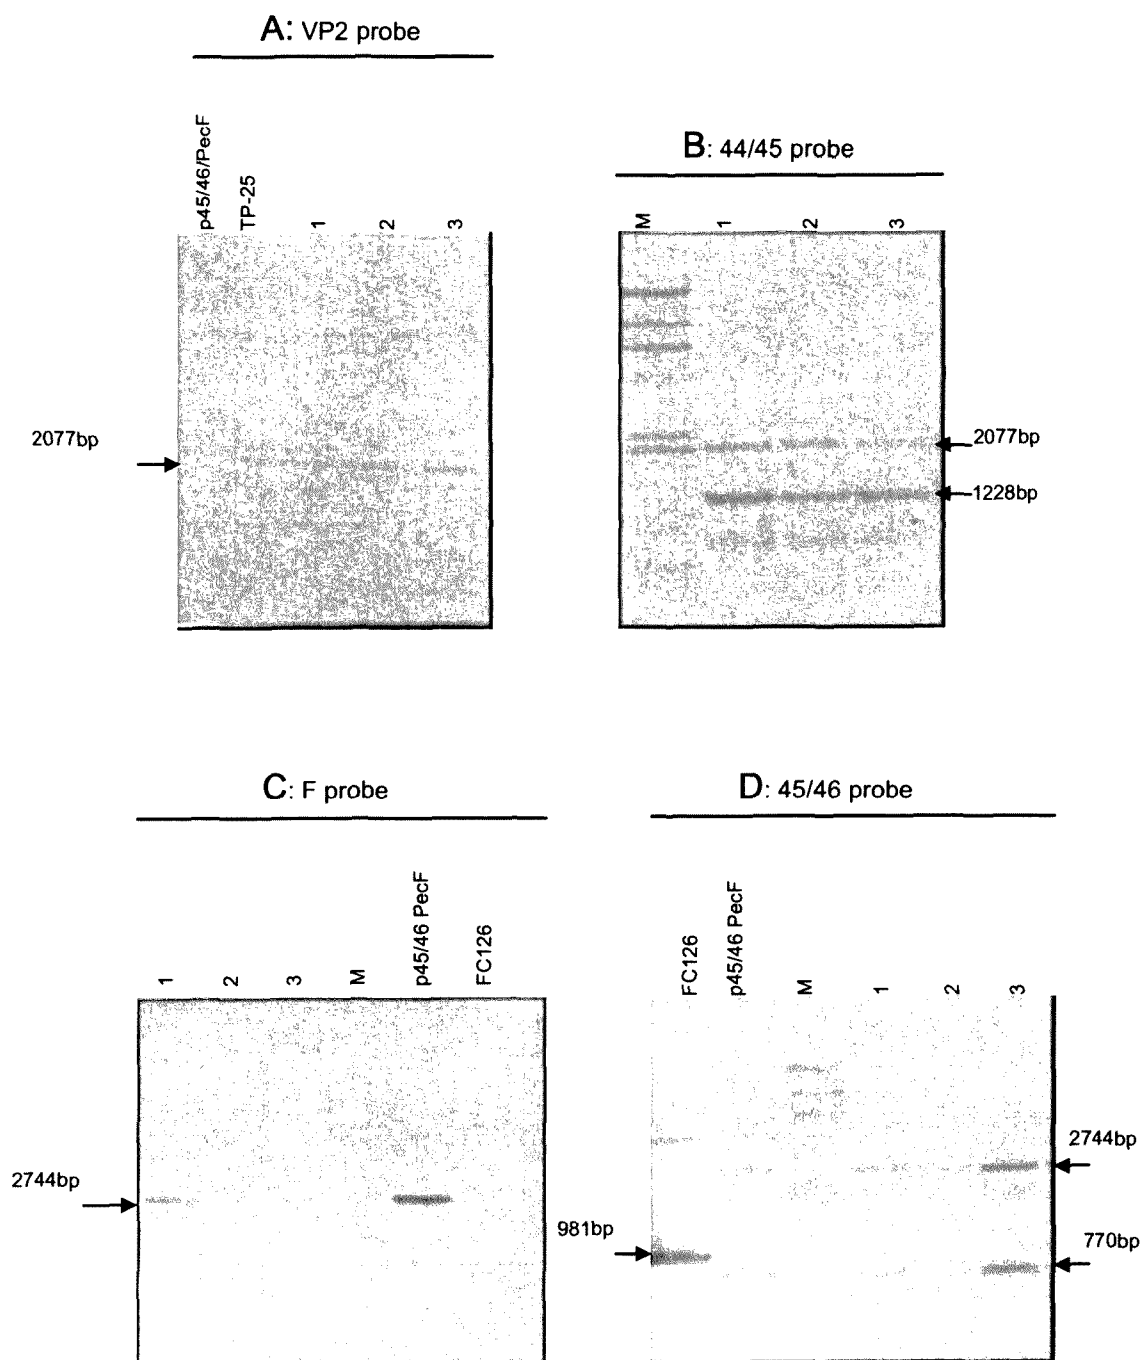 A: VP2 probe
p45/46/PecF
TP-25
1
2
3
2077bp
B: 44/45 probe
M
1
2
3
2077bp
1228bp
C: F probe
1
2
3
M
p45/46 PecF
FC126
2744bp
D: 45/46 probe
FC126
p45/46 PecF
M
1
2
3
981bp
2744bp
770bp